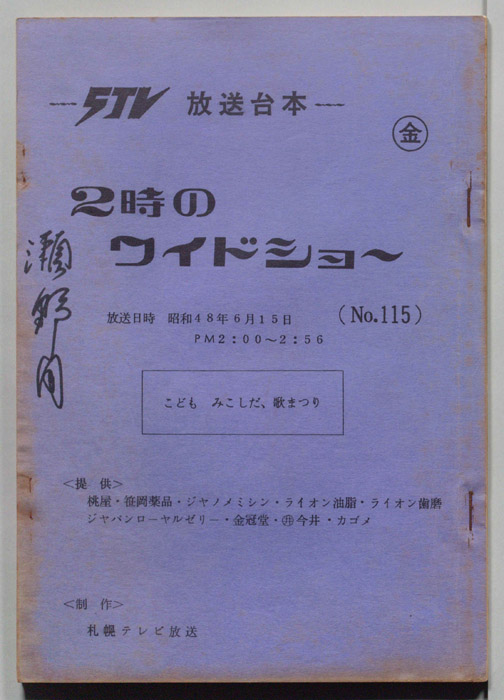 —STV 放送台本—
㊎
2時の
ワイドショー
放送日時 昭和48年6月15日 (No.115)
PM2:00〜2:56
こども みこしだ、歌まつり
<提 供>
桃屋・笹岡薬品・ジャノメミシン・ライオン油脂・ライオン歯磨
ジャパンローヤルゼリー・金冠堂・�

今井・カゴメ
<制 作>
札幌テレビ放送